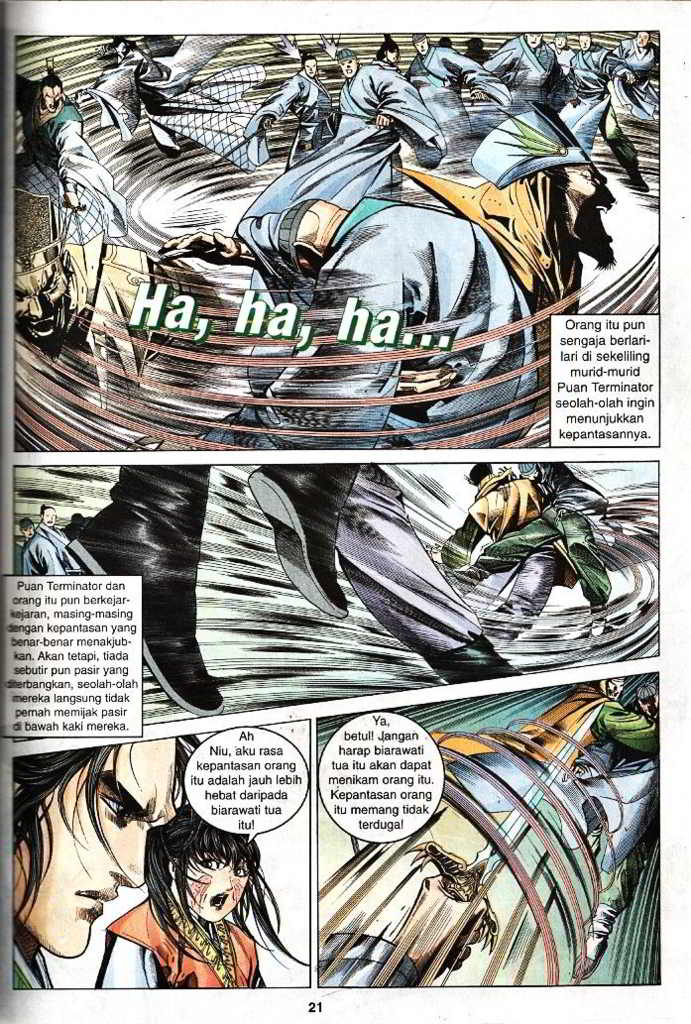 Ha, ha, ha...
Orang itu pun
sengaja berlari-
lari di sekeliling
murid-murid
Puan Terminator
seolah-olah ingin
menunjukkan
kepantasannya.
Puan Terminator dan
orang itu pun berkejar-
kejaran, masing-masing
dengan kepantasan yang
benar-benar menakjub-
kan. Akan tetapi, tiada
sebutir pun pasir yang
diterbangkan, seolah-olah
mereka langsung tidak
pernah memijak pasir
di bawah kaki mereka.
Ah
Niu, aku rasa
kepantasan orang
itu adalah jauh lebih
hebat daripada
biarawati tua
itu!
Ya,
betul! Jangan
harap biarawati
tua itu akan dapat
menikam orang itu.
Kepantasan orang
itu memang tidak
terduga!
21